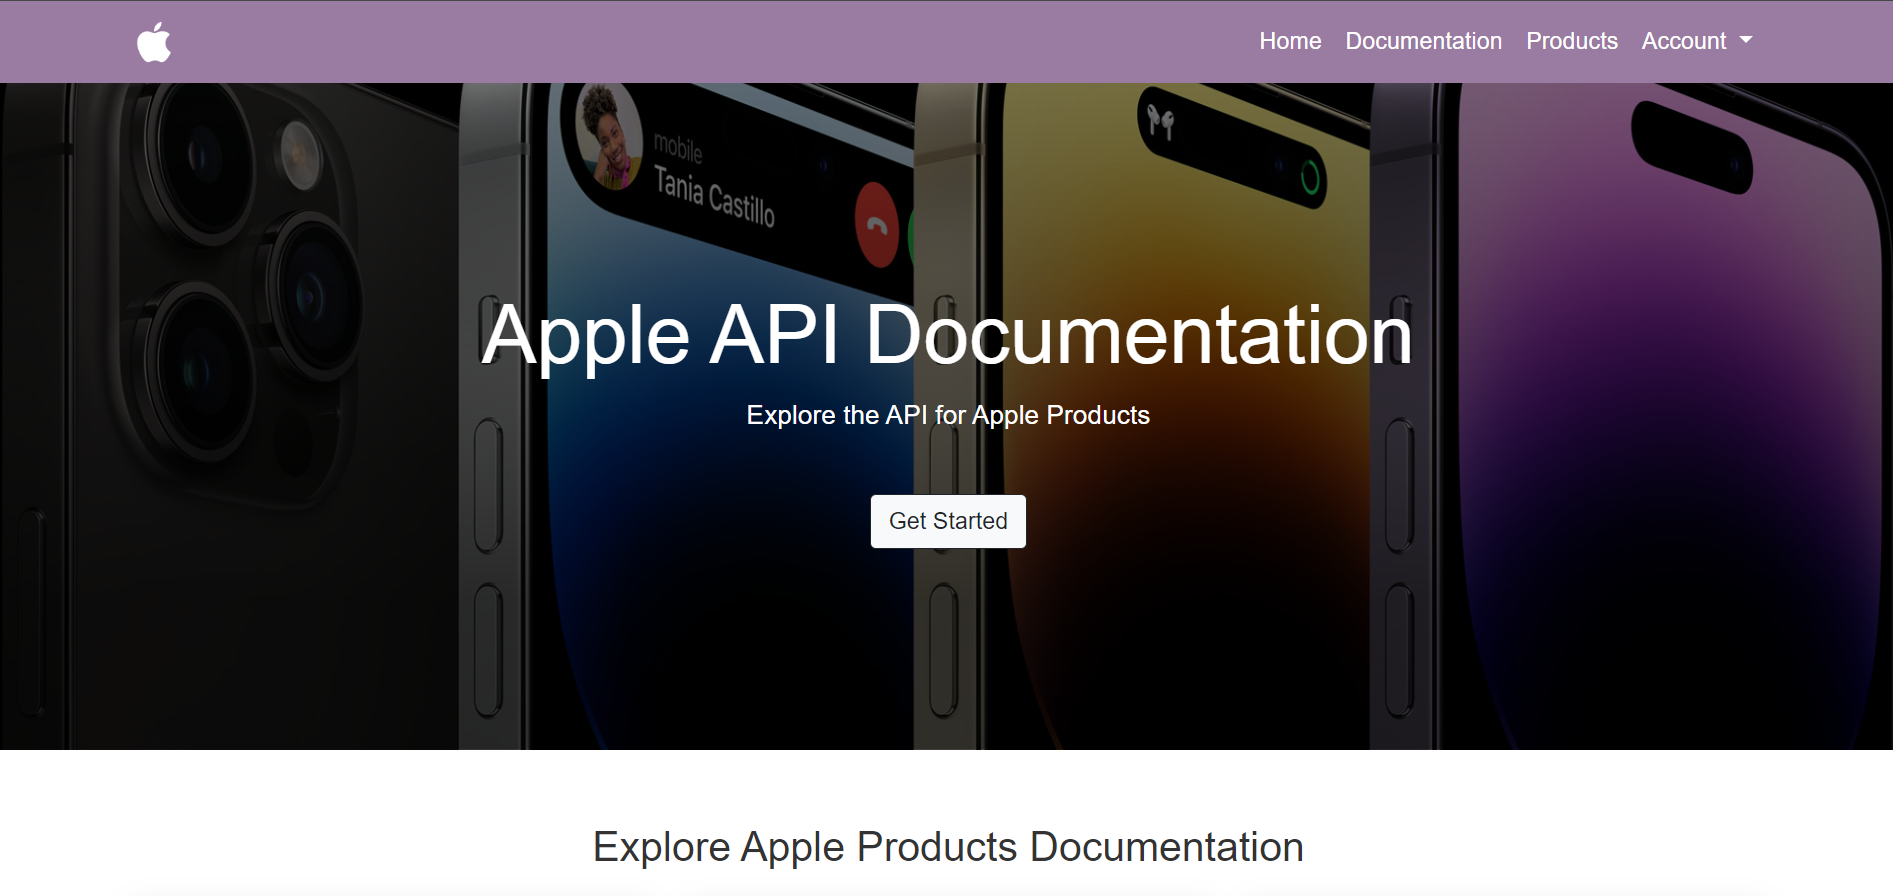 Home Documentation Products Account
mobile
Tania Castillo
Apple API Documentation
Explore the API for Apple Products
Get Started
Explore Apple Products Documentation